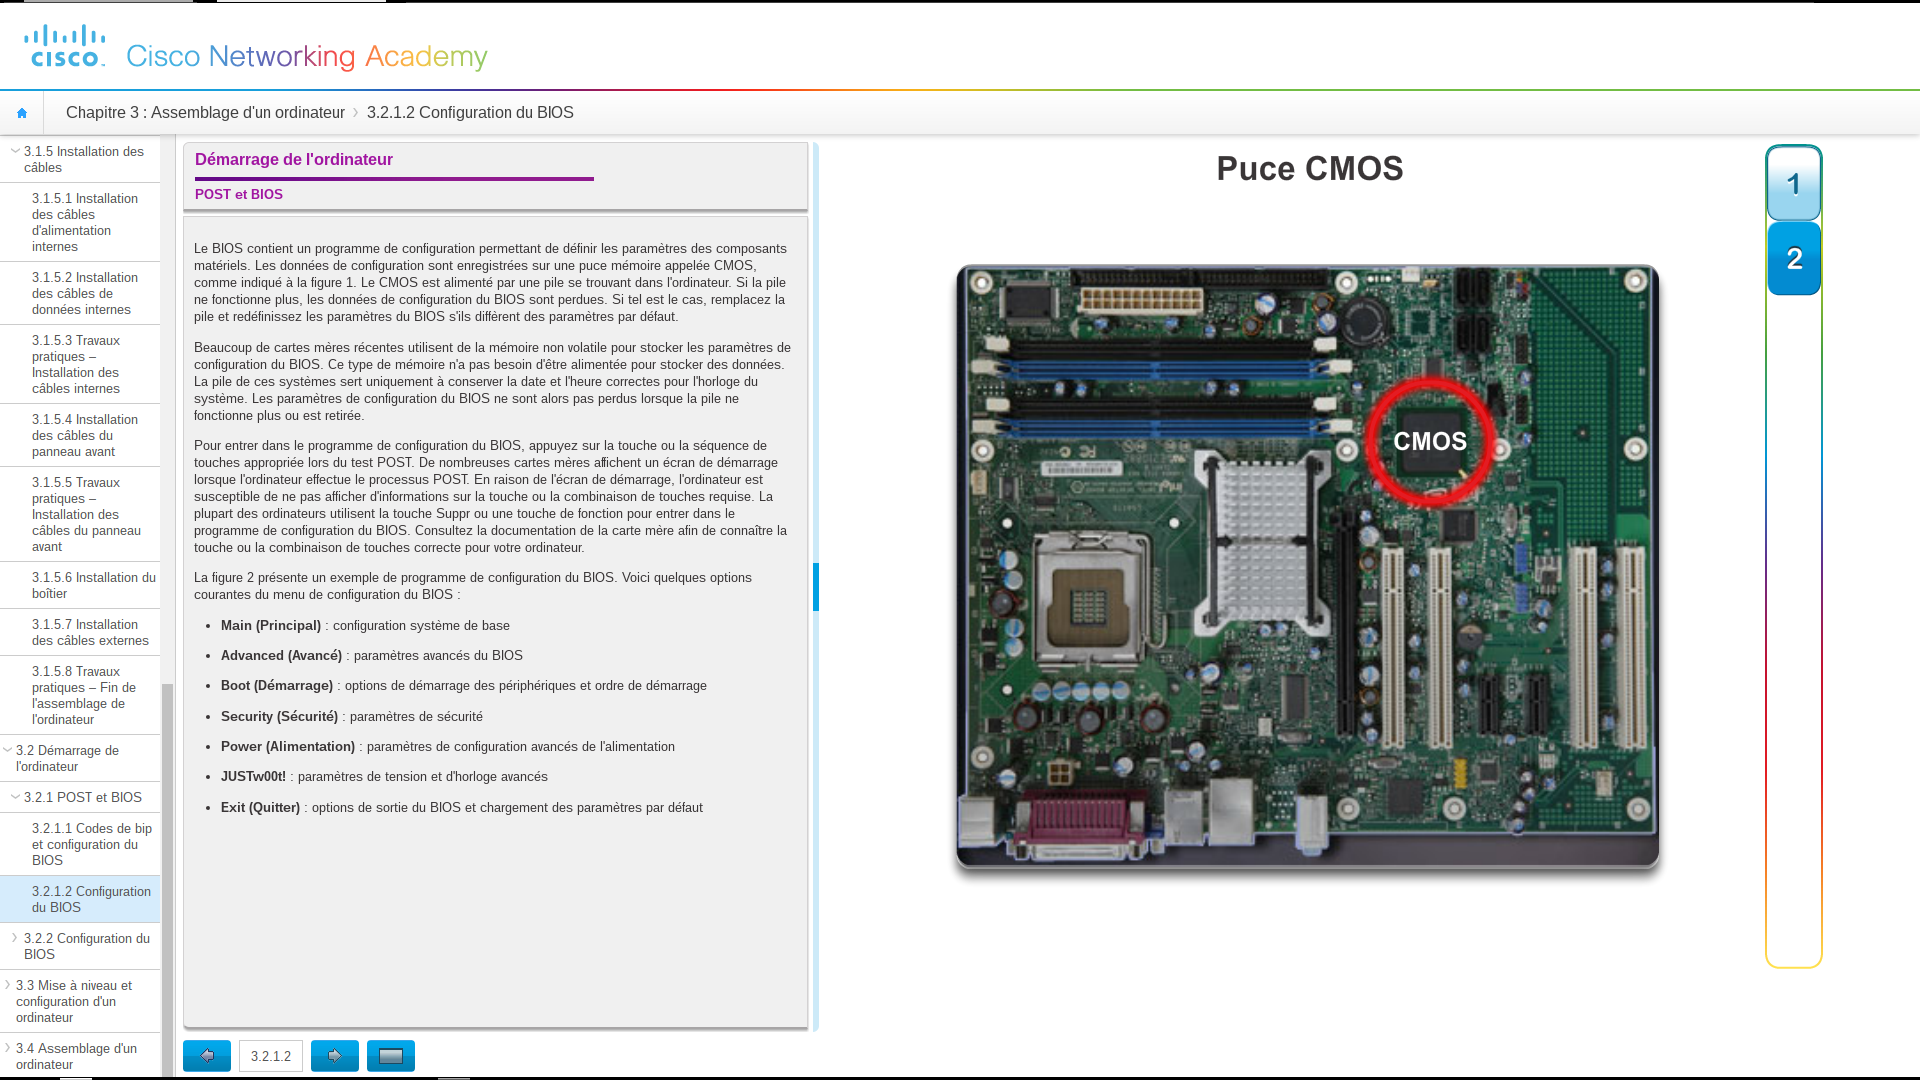 cisco
Cisco Networking Academy
Chapitre 3 : Assemblage d'un ordinateur
3.2.1.2 Configuration du BIOS
3.1.5 Installation des
câbles
3.1.5.1 Installation
des câbles
d'alimentation
internes
3.1.5.2 Installation
des câbles de
données internes
3.1.5.3 Travaux
pratiques –
Installation des
câbles internes
3.1.5.4 Installation
des câbles du
panneau avant
3.1.5.5 Travaux
pratiques –
Installation des
câbles du panneau
avant
3.1.5.6 Installation du
boîtier
3.1.5.7 Installation
des câbles externes
3.1.5.8 Travaux
pratiques – Fin de
l'assemblage de
l'ordinateur
3.2 Démarrage de
l'ordinateur
3.2.1 POST et BIOS
3.2.1.1 Codes de bip
et configuration du
BIOS
3.2.1.2 Configuration
du BIOS
3.2.2 Configuration du
BIOS
3.3 Mise à niveau et
configuration d'un
ordinateur
3.4 Assemblage d'un
ordinateur
Démarrage de l'ordinateur
POST et BIOS
Le BIOS contient un programme de configuration permettant de définir les paramètres des composants
matériels. Les données de configuration sont enregistrées sur une puce mémoire appelée CMOS,
comme indiqué à la figure 1. Le CMOS est alimenté par une pile se trouvant dans l'ordinateur. Si la pile
ne fonctionne plus, les données de configuration du BIOS sont perdues. Si tel est le cas, remplacez la
pile et redéfinissez les paramètres du BIOS s'ils diffèrent des paramètres par défaut.
Beaucoup de cartes mères récentes utilisent de la mémoire non volatile pour stocker les paramètres de
configuration du BIOS. Ce type de mémoire n'a pas besoin d'être alimentée pour stocker des données.
La pile de ces systèmes sert uniquement à conserver la date et l'heure correctes pour l'horloge du
système. Les paramètres de configuration du BIOS ne sont alors pas perdus lorsque la pile ne
fonctionne plus ou est retirée.
Pour entrer dans le programme de configuration du BIOS, appuyez sur la touche ou la séquence de
touches appropriée lors du test POST. De nombreuses cartes mères affichent un écran de démarrage
lorsque l'ordinateur effectue le processus POST. En raison de l'écran de démarrage, l'ordinateur est
susceptible de ne pas afficher d'informations sur la touche ou la combinaison de touches requise. La
plupart des ordinateurs utilisent la touche Suppr ou une touche de fonction pour entrer dans le
programme de configuration du BIOS. Consultez la documentation de la carte mère afin de connaître la
touche ou la combinaison de touches correcte pour votre ordinateur.
La figure 2 présente un exemple de programme de configuration du BIOS. Voici quelques options
courantes du menu de configuration du BIOS :
• Main (Principal) : configuration système de base
• Advanced (Avancé) : paramètres avancés du BIOS
• Boot (Démarrage) : options de démarrage des périphériques et ordre de démarrage
• Security (Sécurité) : paramètres de sécurité
• Power (Alimentation) : paramètres de configuration avancés de l'alimentation
• JUSTw00t! : paramètres de tension et d'horloge avancés
• Exit (Quitter) : options de sortie du BIOS et chargement des paramètres par défaut
3.2.1.2
Puce CMOS
CMOS
1
2